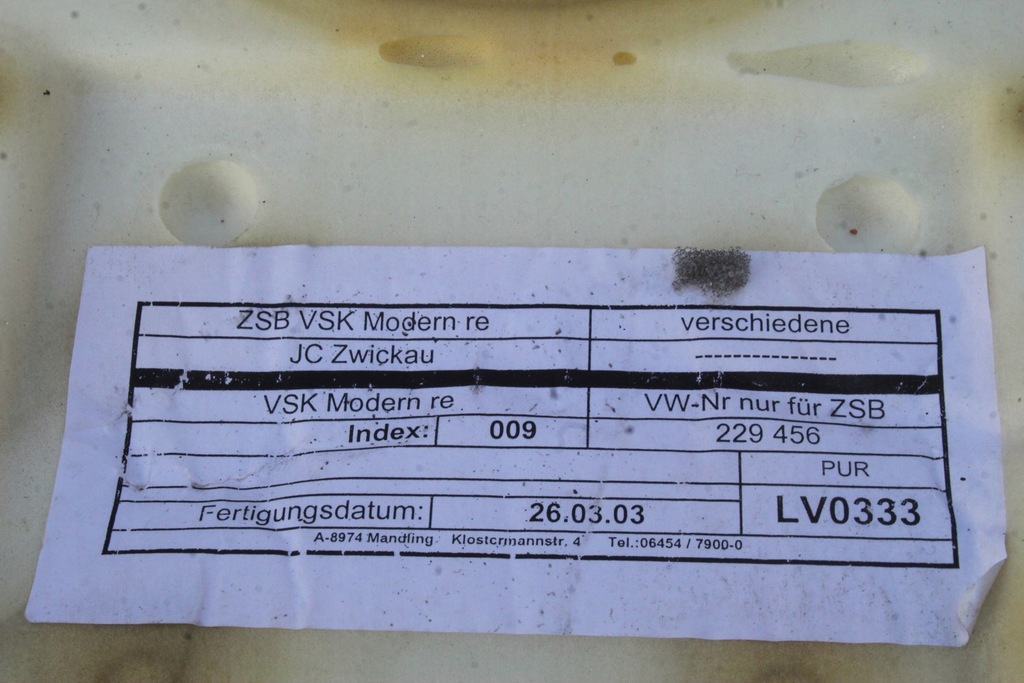 ZSB VSK Modern re verschiedene
JC Zwickau ---------------
VSK Modern re VW-Nr nur für ZSB
Index: 009 229 456
PUR
Fertigungsdatum: 26.03.03 LV0333
A-8974 Mandling Klostermannstr. 4 Tel.:06454 / 7900-0